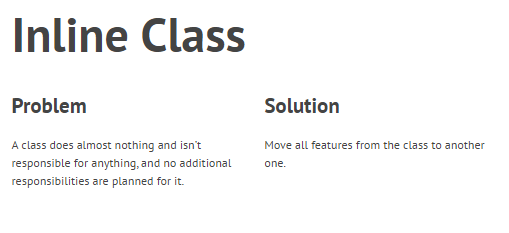 Inline Class
Problem
A class does almost nothing and isn't
responsible for anything, and no additional
responsibilities are planned for it.
Solution
Move all features from the class to another
one.